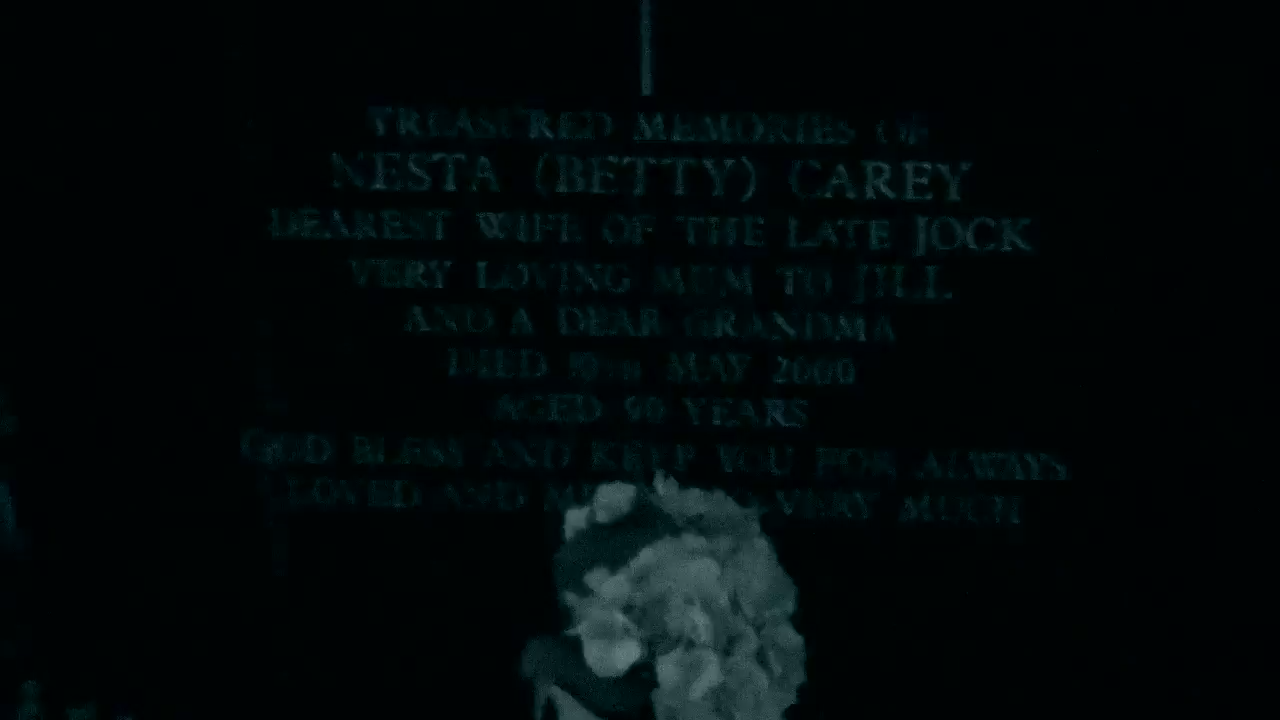 TREASURED MEMORIES OF
NESTA (BETTY) CAREY
DEAREST WIFE OF THE LATE JOCK
VERY LOVING MUM TO JILL
AND A DEAR GRANDMA
DIED MAY 2000
AGED 90 YEARS
GOD BLESS AND KEEP YOU FOR ALWAYS
LOVED AND VERY MUCH